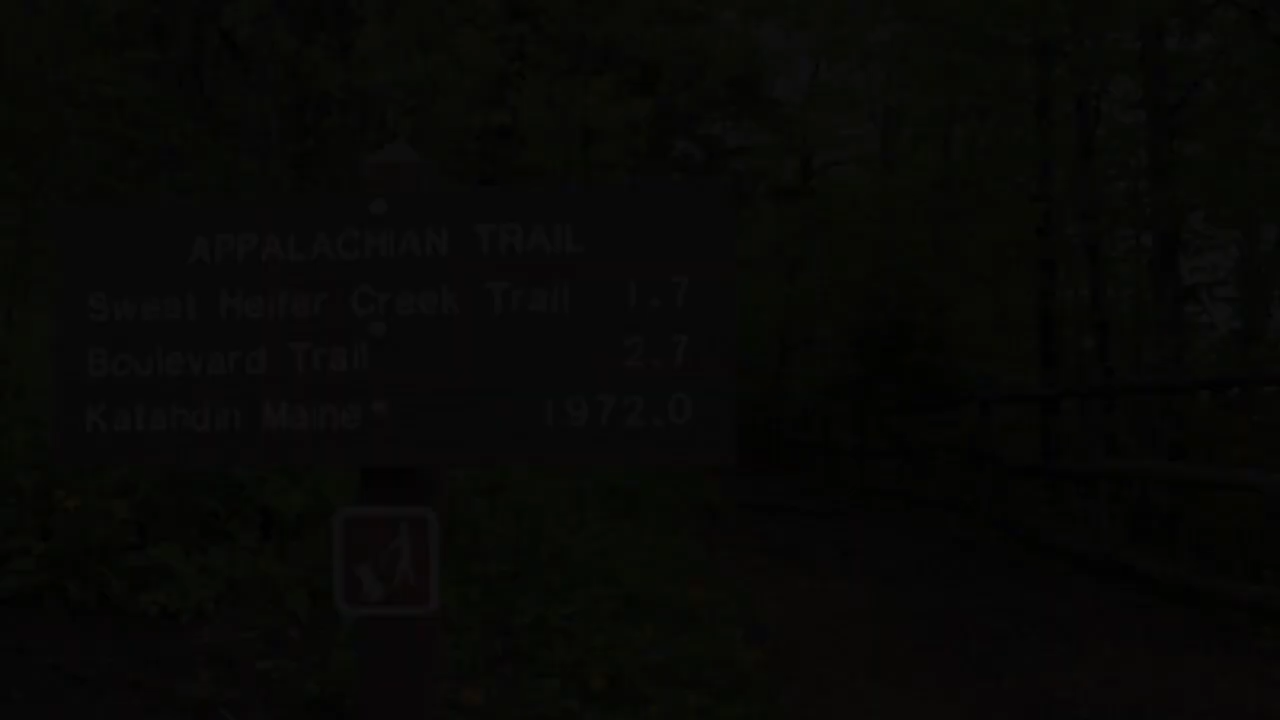 APPALACHIAN TRAIL
Sweat Heifer Creek Trail 1.7
Boulevard Trail 2.7
Katahdin Maine* 1972.0